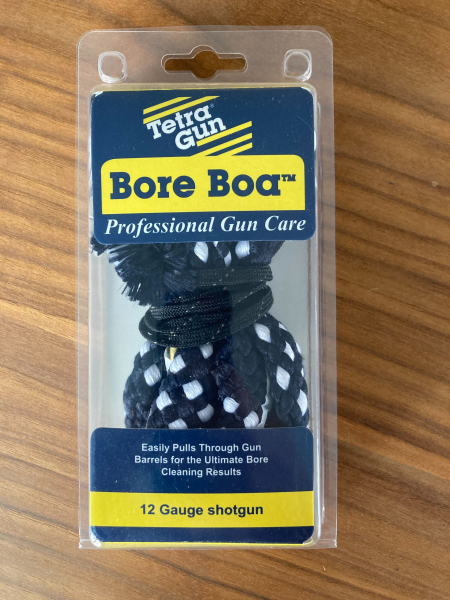 Tetra®
Gun
Bore Boa™
Professional Gun Care
Easily Pulls Through Gun
Barrels for the Ultimate Bore
Cleaning Results
12 Gauge shotgun